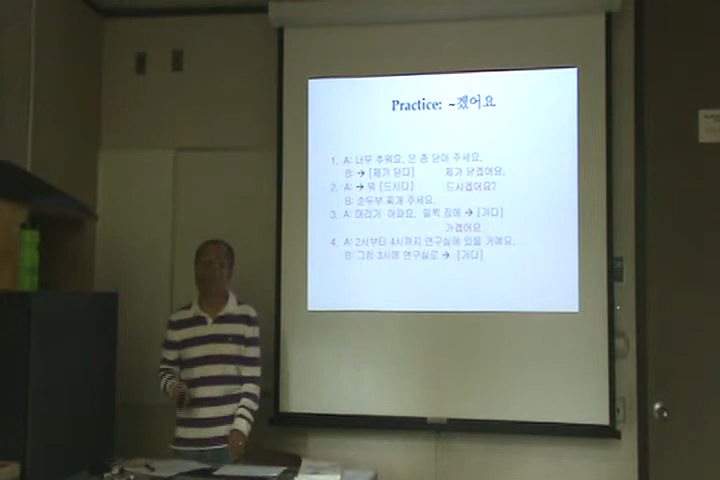 Practice: ~겠어요
1. A: 너무 추워요. 문 좀 닫아 주세요.
B: → [제가 닫다] 제가 닫겠어요.
2. A: → 뭐 [드시다] 드시겠어요?
B: 순두부 찌개 주세요.
3. A: 머리가 아파요. 일찍 집에 → [가다]
가겠어요.
4. A: 2시부터 4시까지 연구실에 있을 거예요.
B: 그럼 3시에 연구실로 → [가다]